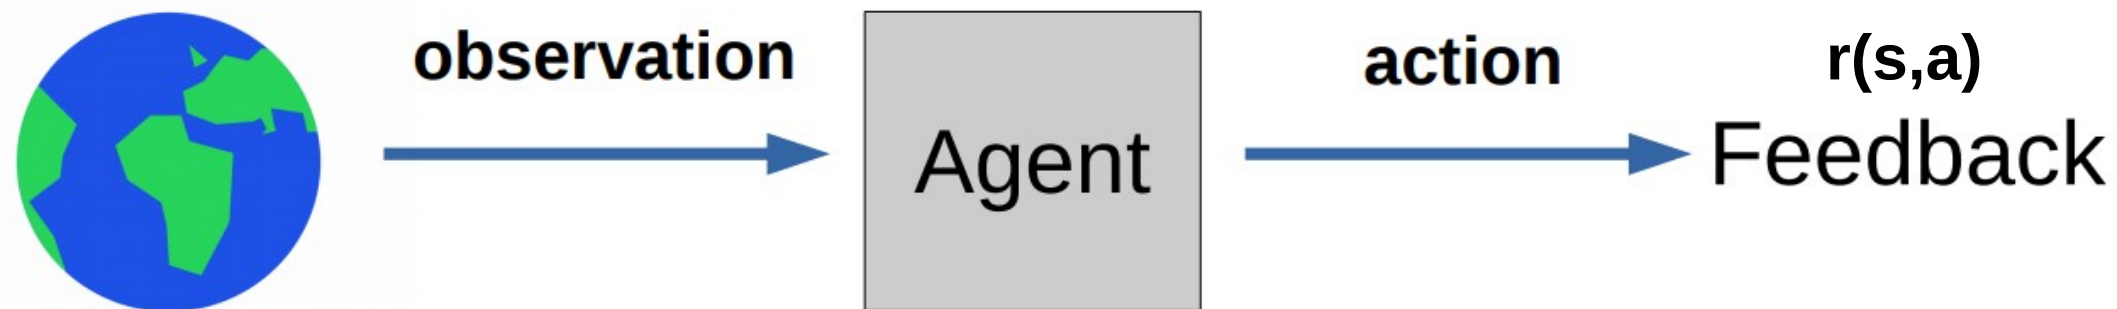 observation
Agent
action
r(s,a)
Feedback